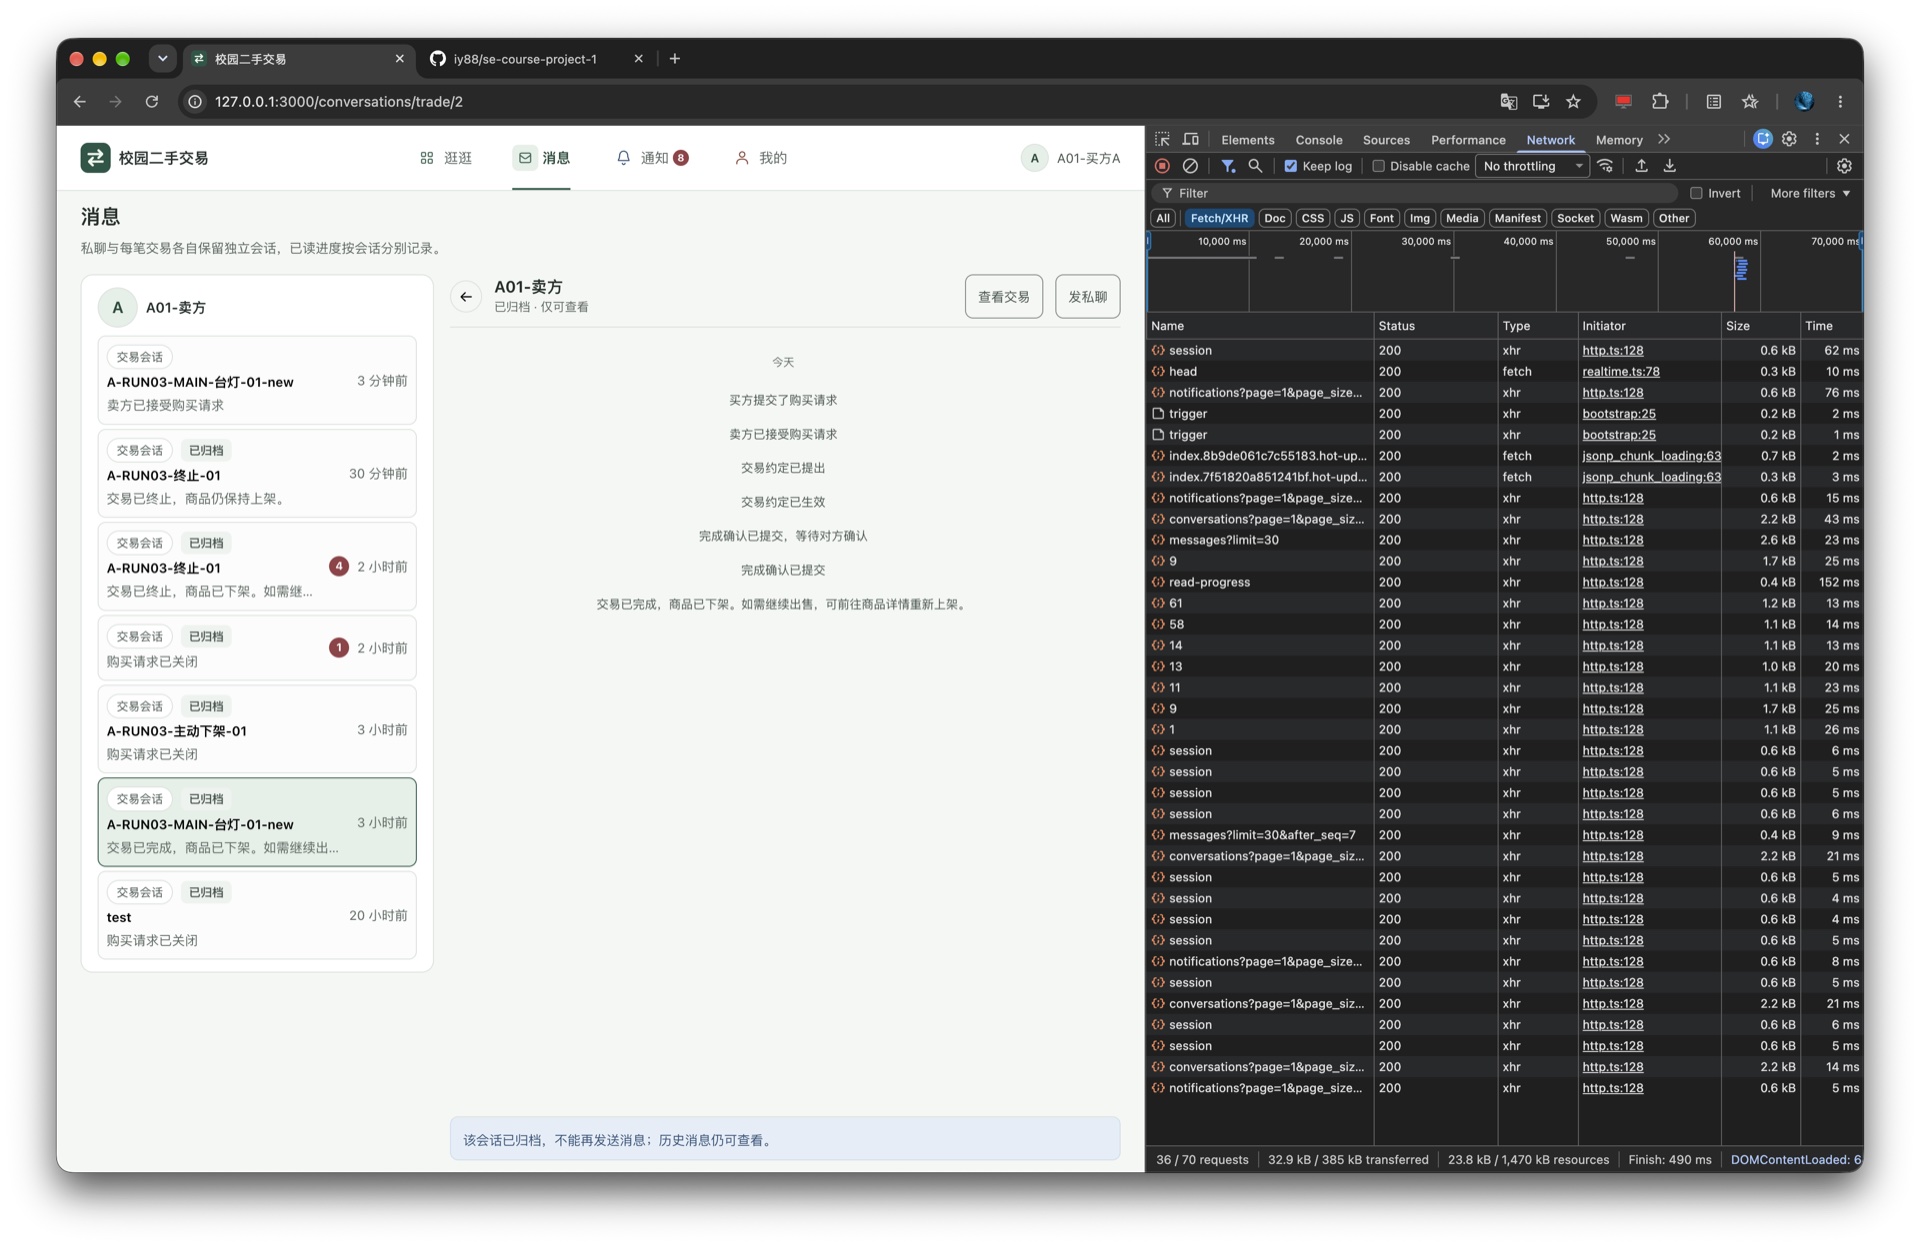 校园二手交易
iy88/se-course-project-1
127.0.0.1:3000/conversations/trade/2
校园二手交易
逛逛
消息
通知 8
我的
A A01-买方A
消息
私聊与每笔交易各自保留独立会话，已读进度按会话分别记录。
A A01-卖方
交易会话
A-RUN03-MAIN-台灯-01-new 3 分钟前
卖方已接受购买请求
交易会话 已归档
A-RUN03-终止-01 30 分钟前
交易已终止，商品仍保持上架。
交易会话 已归档
A-RUN03-终止-01 4 2 小时前
交易已终止，商品已下架。如需继...
交易会话 已归档
购买请求已关闭 1 2 小时前
交易会话 已归档
A-RUN03-主动下架-01 3 小时前
购买请求已关闭
交易会话 已归档
A-RUN03-MAIN-台灯-01-new 3 小时前
交易已完成，商品已下架。如需继续出...
交易会话 已归档
test 20 小时前
购买请求已关闭
A01-卖方
已归档 · 仅可查看
查看交易 发私聊
今天
买方提交了购买请求
卖方已接受购买请求
交易约定已提出
交易约定已生效
完成确认已提交，等待对方确认
完成确认已提交
交易已完成，商品已下架。如需继续出售，可前往商品详情重新上架。
该会话已归档，不能再发送消息；历史消息仍可查看。
Elements Console Sources Performance Network Memory
Keep log Disable cache No throttling
Filter Invert More filters
All Fetch/XHR Doc CSS JS Font Img Media Manifest Socket Wasm Other
10,000 ms 20,000 ms 30,000 ms 40,000 ms 50,000 ms 60,000 ms 70,000 ms
Name Status Type Initiator Size Time
session 200 xhr http.ts:128 0.6 kB 62 ms
head 200 fetch realtime.ts:78 0.3 kB 10 ms
notifications?page=1&page_size... 200 xhr http.ts:128 0.6 kB 76 ms
trigger 200 xhr bootstrap:25 0.2 kB 2 ms
trigger 200 xhr bootstrap:25 0.2 kB 1 ms
index.8b9de061c7c55183.hot-up... 200 fetch jsonp_chunk_loading:63 0.7 kB 2 ms
index.7f51820a851241bf.hot-upd... 200 fetch jsonp_chunk_loading:63 0.3 kB 3 ms
notifications?page=1&page_size... 200 xhr http.ts:128 0.6 kB 15 ms
conversations?page=1&page_siz... 200 xhr http.ts:128 2.2 kB 43 ms
messages?limit=30 200 xhr http.ts:128 2.6 kB 23 ms
9 200 xhr http.ts:128 1.7 kB 25 ms
read-progress 200 xhr http.ts:128 0.4 kB 152 ms
61 200 xhr http.ts:128 1.2 kB 13 ms
58 200 xhr http.ts:128 1.1 kB 14 ms
14 200 xhr http.ts:128 1.1 kB 13 ms
13 200 xhr http.ts:128 1.0 kB 20 ms
11 200 xhr http.ts:128 1.1 kB 23 ms
9 200 xhr http.ts:128 1.7 kB 25 ms
1 200 xhr http.ts:128 1.1 kB 26 ms
session 200 xhr http.ts:128 0.6 kB 6 ms
session 200 xhr http.ts:128 0.6 kB 5 ms
session 200 xhr http.ts:128 0.6 kB 5 ms
session 200 xhr http.ts:128 0.6 kB 6 ms
messages?limit=30&after_seq=7 200 xhr http.ts:128 0.4 kB 9 ms
conversations?page=1&page_siz... 200 xhr http.ts:128 2.2 kB 21 ms
session 200 xhr http.ts:128 0.6 kB 5 ms
session 200 xhr http.ts:128 0.6 kB 4 ms
session 200 xhr http.ts:128 0.6 kB 4 ms
session 200 xhr http.ts:128 0.6 kB 5 ms
notifications?page=1&page_size... 200 xhr http.ts:128 0.6 kB 8 ms
session 200 xhr http.ts:128 0.6 kB 5 ms
conversations?page=1&page_siz... 200 xhr http.ts:128 2.2 kB 21 ms
session 200 xhr http.ts:128 0.6 kB 6 ms
session 200 xhr http.ts:128 0.6 kB 5 ms
conversations?page=1&page_siz... 200 xhr http.ts:128 2.2 kB 14 ms
notifications?page=1&page_size... 200 xhr http.ts:128 0.6 kB 5 ms
36 / 70 requests 32.9 kB / 385 kB transferred 23.8 kB / 1,470 kB resources Finish: 490 ms DOMContentLoaded: 6